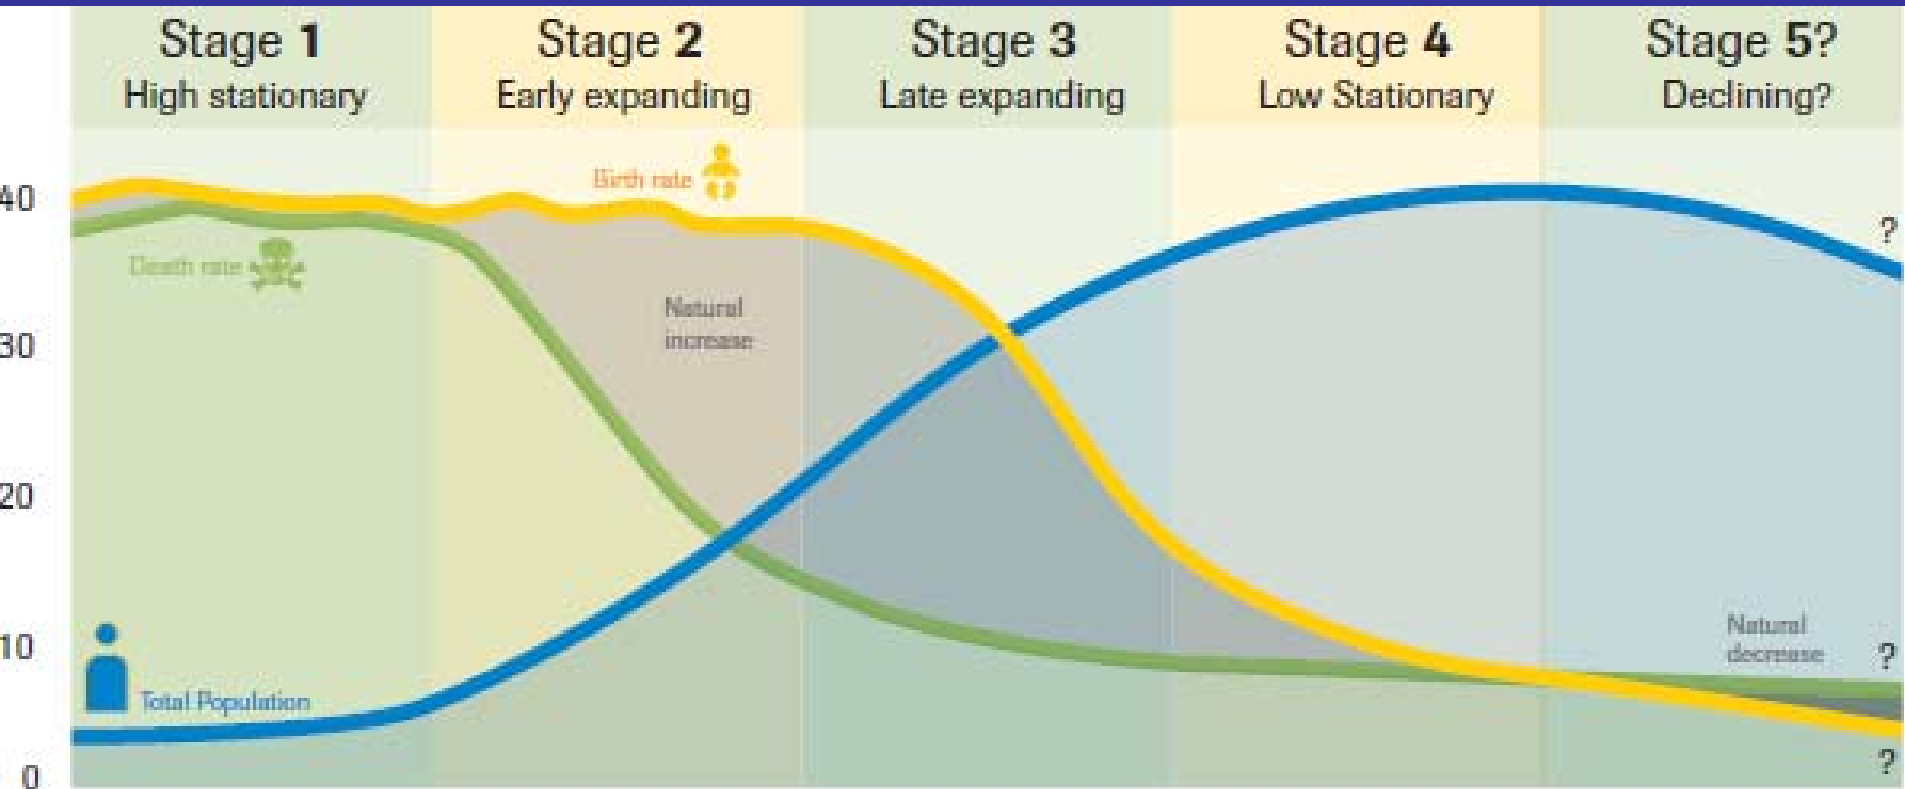 Stage 1
High stationary
Stage 2
Early expanding
Stage 3
Late expanding
Stage 4
Low Stationary
Stage 5?
Declining?
Birth rate
40
?
Death rate
Natural
increase
30
20
Natural
decrease
10
?
Total Population
?
0